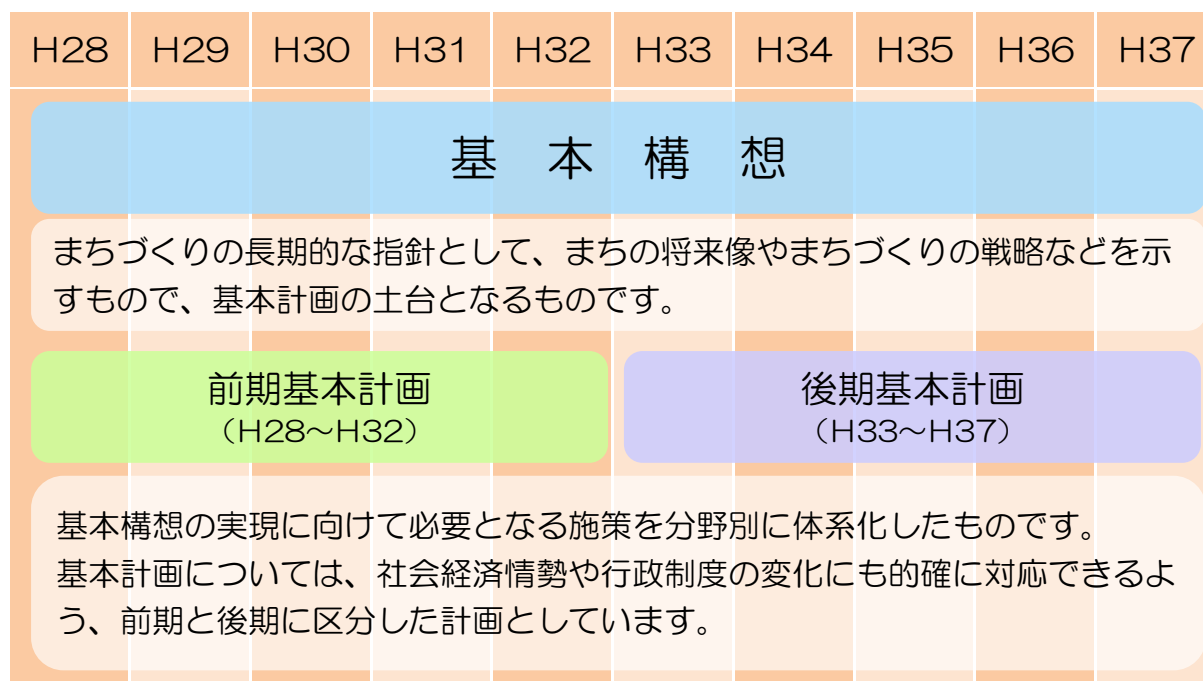 H28 H29 H30 H31 H32 H33 H34 H35 H36 H37
基本構想
まちづくりの長期的な指針として、まちの将来像やまちづくりの戦略などを示
すもので、基本計画の土台となるものです。
前期基本計画
（H28～H32）
後期基本計画
（H33～H37）
基本構想の実現に向けて必要となる施策を分野別に体系化したものです。
基本計画については、社会経済情勢や行政制度の変化にも的確に対応できるよ
う、前期と後期に区分した計画としています。